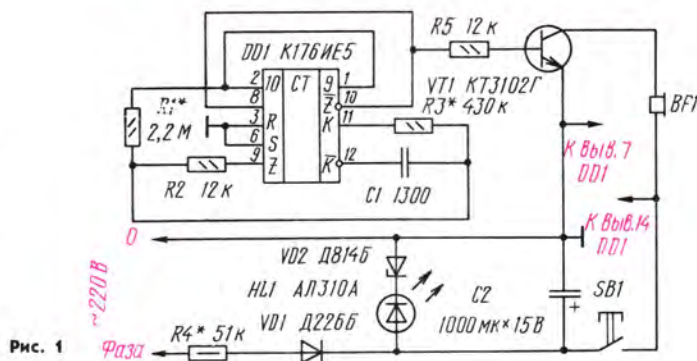 R5 12 к
DD1 К176ИЕ5
2 10 СТ 9 1
8 Z̅ 10
R1* 3 R К 11
2,2 М 6 S
9 Z K̅ 12
R2 12 к
R3* 430 к
C1 1300
VT1 КТ3102Г
BF1
К выв. 7
DD1
К выв. 14
DD1
0
~220 В
Фаза
VD2 Д814Б
HL1 АЛ310А
VD1 Д226Б
R4* 51 к
C2
1000 мк × 15 В
+
SB1
Рис. 1